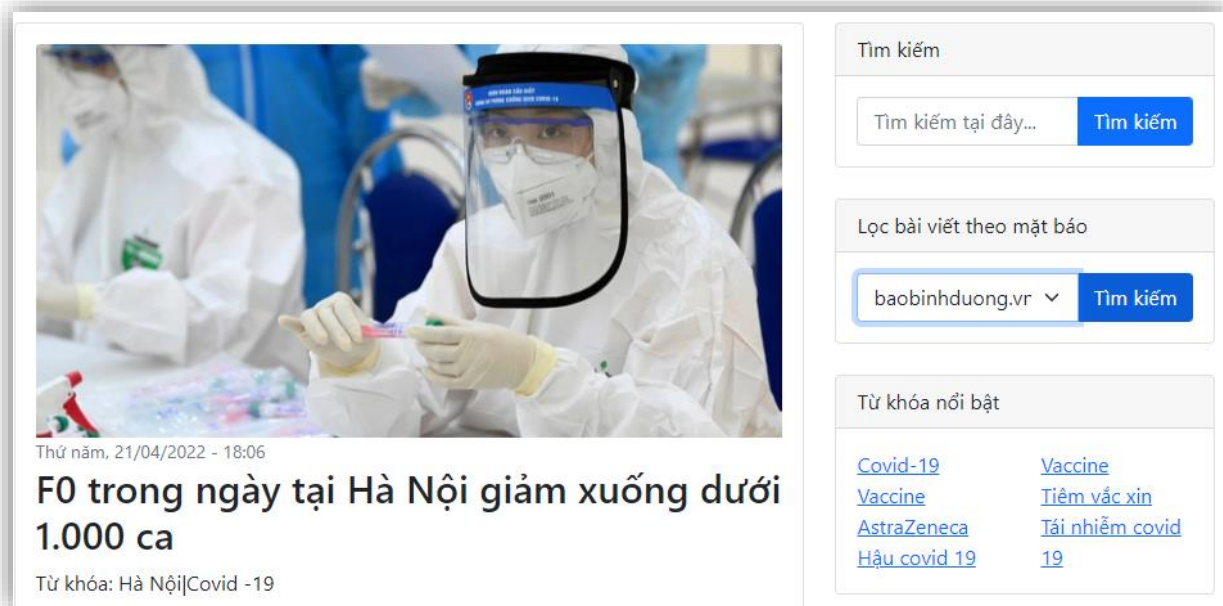 Thứ năm, 21/04/2022 - 18:06
F0 trong ngày tại Hà Nội giảm xuống dưới
1.000 ca
Từ khóa: Hà Nội|Covid -19
Tìm kiếm
Tìm kiếm tại đây... Tìm kiếm
Lọc bài viết theo mặt báo
baobinhduong.vr Tìm kiếm
Từ khóa nổi bật
Covid-19 Vaccine
Vaccine Tiêm vắc xin
AstraZeneca Tái nhiễm covid
Hậu covid 19 19